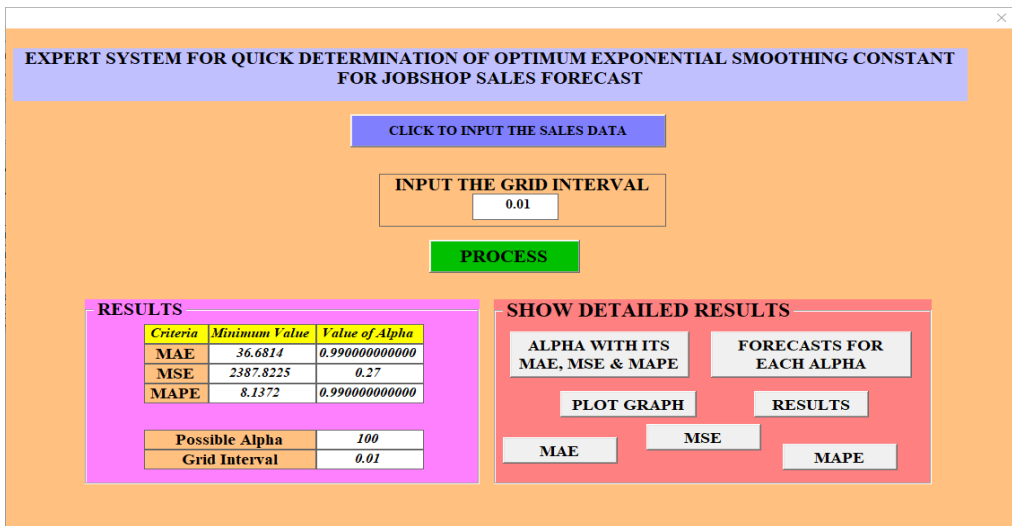 EXPERT SYSTEM FOR QUICK DETERMINATION OF OPTIMUM EXPONENTIAL SMOOTHING CONSTANT
FOR JOBSHOP SALES FORECAST
CLICK TO INPUT THE SALES DATA
INPUT THE GRID INTERVAL
0.01
PROCESS
RESULTS
Criteria Minimum Value Value of Alpha
MAE 36.6814 0.990000000000
MSE 2387.8225 0.27
MAPE 8.1372 0.990000000000
Possible Alpha 100
Grid Interval 0.01
SHOW DETAILED RESULTS
ALPHA WITH ITS
MAE, MSE & MAPE
FORECASTS FOR
EACH ALPHA
PLOT GRAPH
RESULTS
MAE
MSE
MAPE